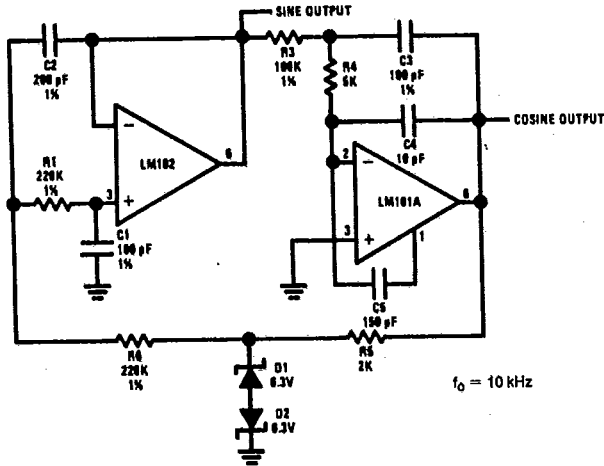 SINE OUTPUT
C2
200 pF
1%
R3
100K
1%
R4
5K
C3
100 pF
1%
COSINE OUTPUT
C4
10 pF
−
LM102
6
R1
220K
1%
3
+
C1
100 pF
1%
2
−
LM101A
6
3
+
1
C5
150 pF
R6
220K
1%
R5
2K
D1
6.3V
D2
6.3V
f₀ = 10 kHz